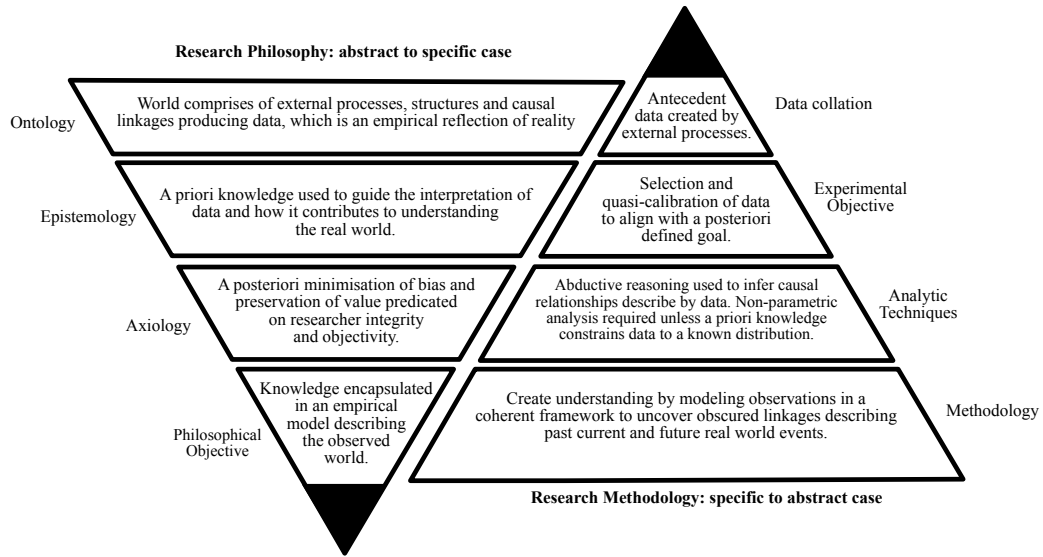 Research Philosophy: abstract to specific case
Ontology
World comprises of external processes, structures and causal
linkages producing data, which is an empirical reflection of reality
Epistemology
A priori knowledge used to guide the interpretation of
data and how it contributes to understanding
the real world.
Axiology
A posteriori minimisation of bias and
preservation of value predicated
on researcher integrity
and objectivity.
Philosophical
Objective
Knowledge encapsulated
in an empirical
model describing
the observed
world.
Antecedent
data created by
external processes.
Data collation
Selection and
quasi-calibration of data
to align with a posteriori
defined goal.
Experimental
Objective
Abductive reasoning used to infer causal
relationships describe by data. Non-parametric
analysis required unless a priori knowledge
constrains data to a known distribution.
Analytic
Techniques
Create understanding by modeling observations in a
coherent framework to uncover obscured linkages describing
past current and future real world events.
Methodology
Research Methodology: specific to abstract case